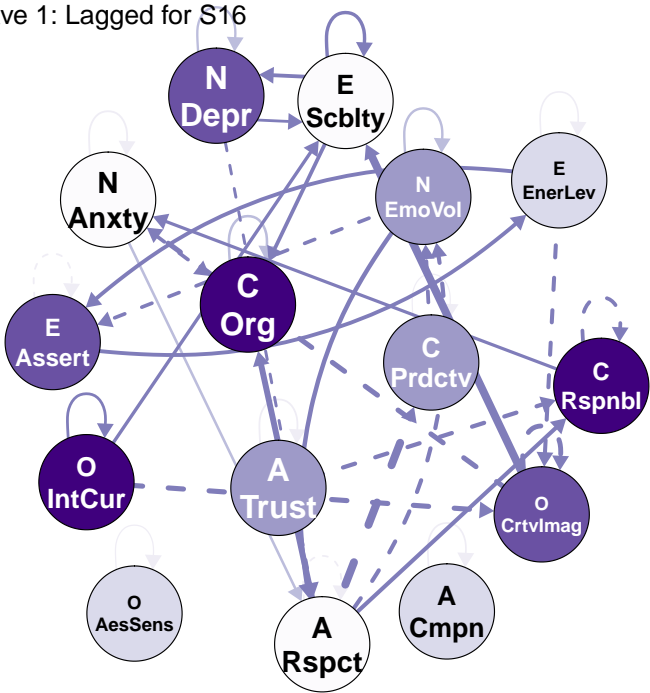 ve 1: Lagged for S16
N
Depr
E
Scblty
E
EnerLev
N
Anxty
N
EmoVol
C
Org
E
Assert
C
Prdctv
C
Rspnbl
O
IntCur
A
Trust
O
CrtvImag
O
AesSens
A
Cmpn
A
Rspct